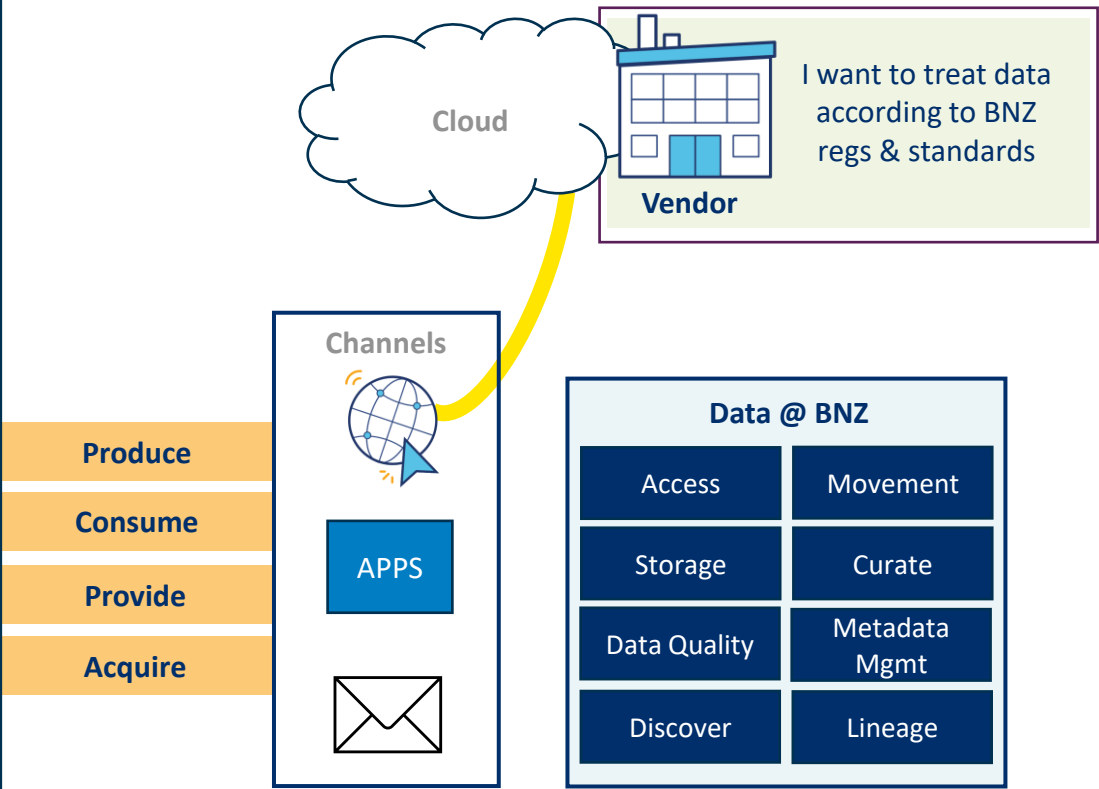 Cloud
I want to treat data
according to BNZ
regs & standards
Vendor
Channels
Produce
Consume
Provide
Acquire
APPS
Data @ BNZ
Access
Movement
Storage
Curate
Data Quality
Metadata
Mgmt
Discover
Lineage